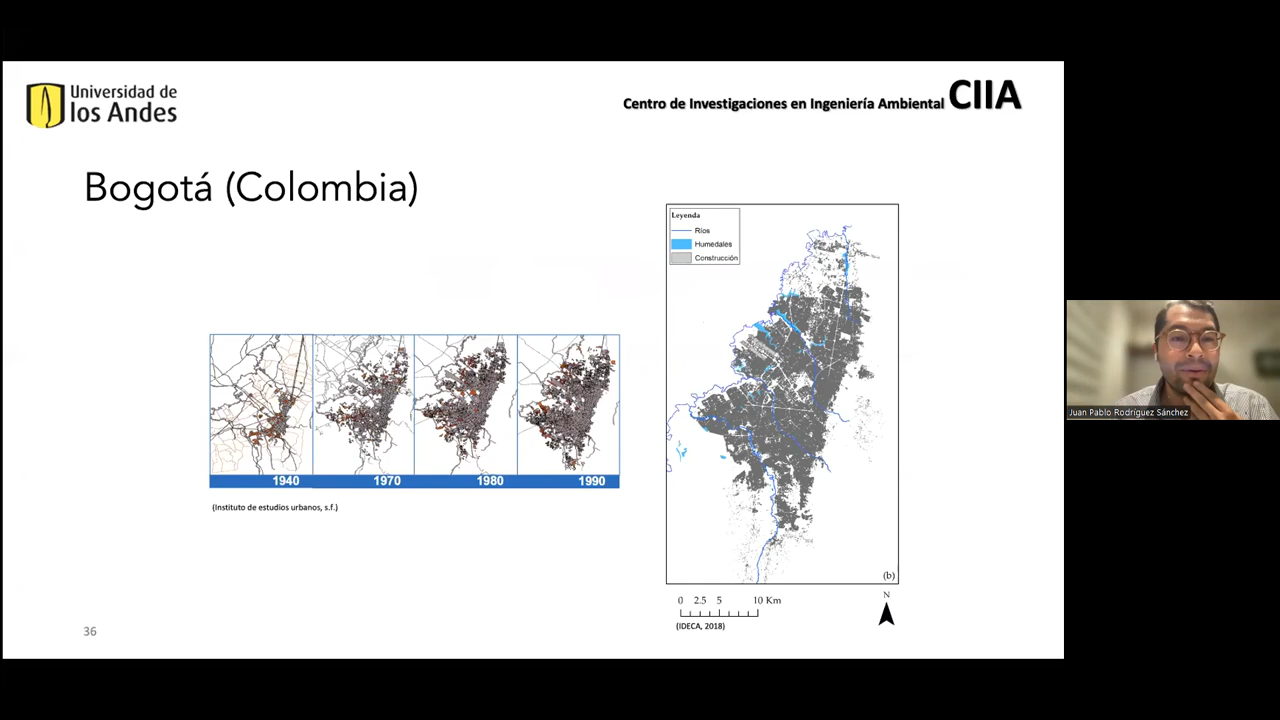 Universidad de
los Andes
Centro de Investigaciones en Ingeniería Ambiental CIIA
Bogotá (Colombia)
Leyenda
Ríos
Humedales
Construcción
1940
1970
1980
1990
(Instituto de estudios urbanos, s.f.)
(b)
0 2.5 5 10 Km
N
(IDECA, 2018)
36
Juan Pablo Rodríguez Sánchez